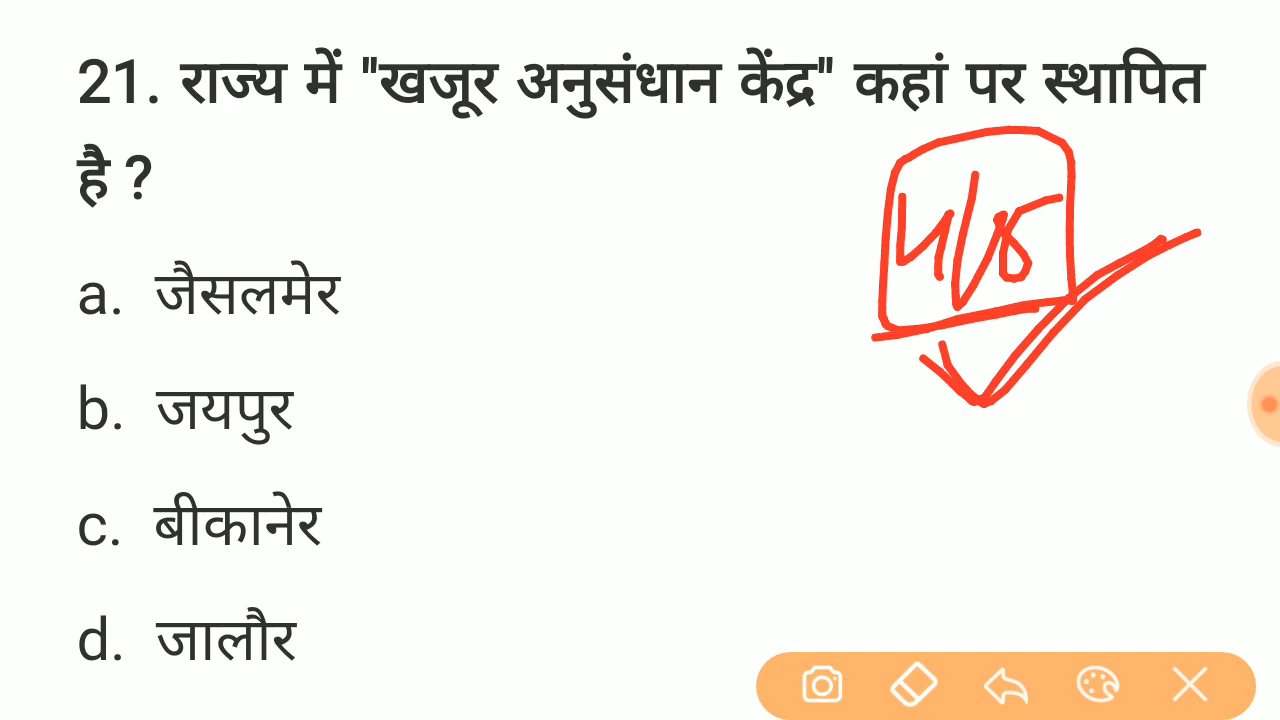 21. राज्य में "खजूर अनुसंधान केंद्र" कहां पर स्थापित
है ?
a. जैसलमेर
b. जयपुर
c. बीकानेर
d. जालौर